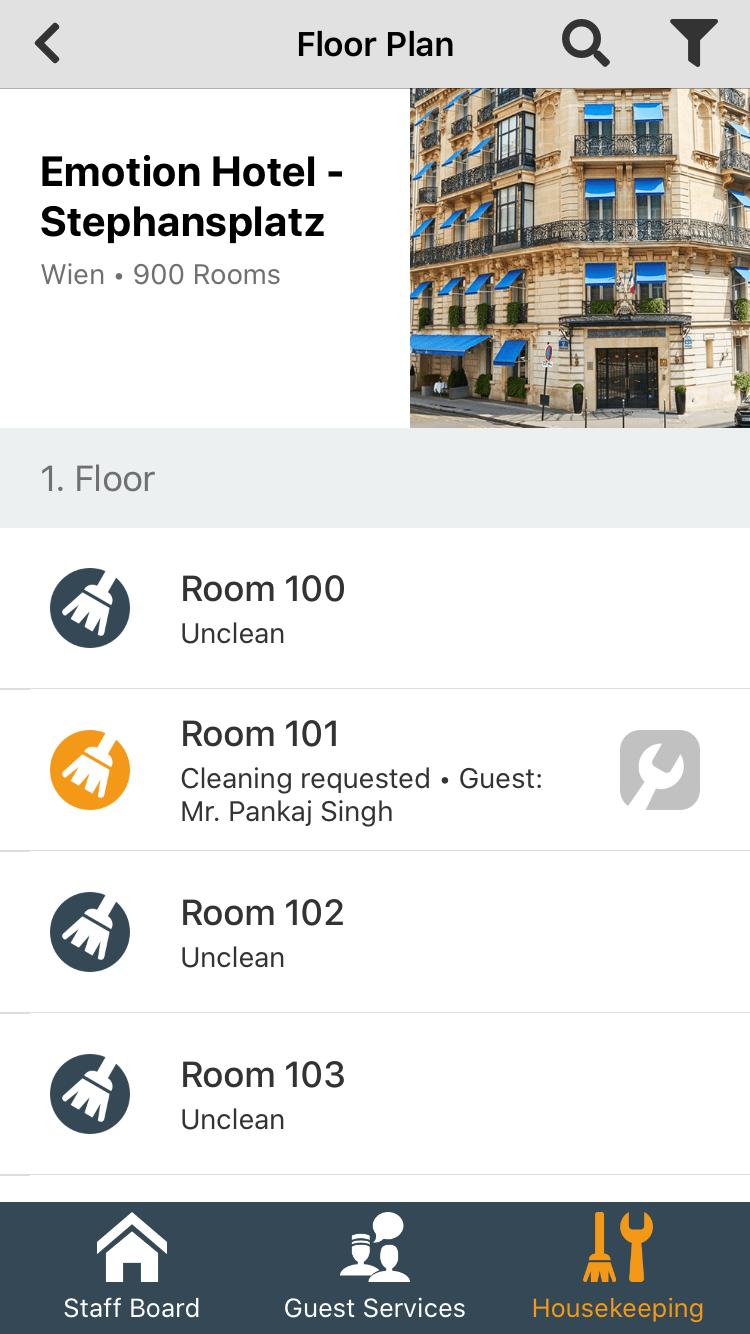 Floor Plan
Emotion Hotel -
Stephansplatz
Wien • 900 Rooms
1. Floor
Room 100
Unclean
Room 101
Cleaning requested • Guest:
Mr. Pankaj Singh
Room 102
Unclean
Room 103
Unclean
Staff Board
Guest Services
Housekeeping